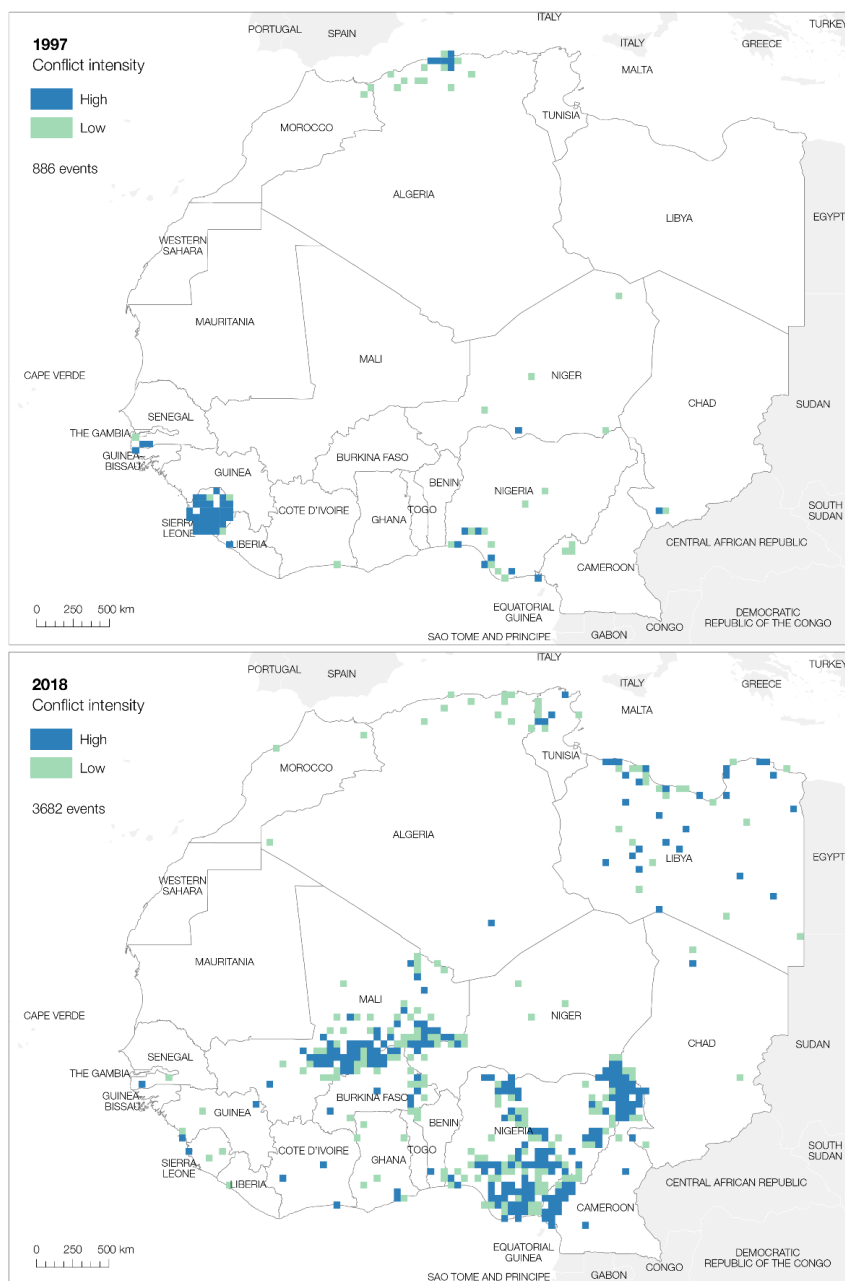 PORTUGAL
SPAIN
ITALY
TURKEY
1997
Conflict intensity
High
Low
886 events
ITALY
GREECE
MALTA
TUNISIA
MOROCCO
ALGERIA
LIBYA
EGYPT
WESTERN
SAHARA
MAURITANIA
MALI
NIGER
CHAD
SUDAN
CAPE VERDE
SENEGAL
THE GAMBIA
GUINEA-
BISSAU
GUINEA
BURKINA FASO
BENIN
NIGERIA
COTE D'IVOIRE
GHANA
TOGO
SIERRA
LEONE
LIBERIA
SOUTH
SUDAN
CENTRAL AFRICAN REPUBLIC
CAMEROON
EQUATORIAL
GUINEA
DEMOCRATIC
REPUBLIC OF THE CONGO
CONGO
GABON
SAO TOME AND PRINCIPE
0 250 500 km
PORTUGAL
SPAIN
ITALY
TURKEY
2018
Conflict intensity
High
Low
3682 events
ITALY
GREECE
MALTA
TUNISIA
MOROCCO
ALGERIA
LIBYA
EGYPT
WESTERN
SAHARA
MAURITANIA
MALI
NIGER
CHAD
SUDAN
CAPE VERDE
SENEGAL
THE GAMBIA
GUINEA-
BISSAU
GUINEA
BURKINA FASO
BENIN
NIGERIA
COTE D'IVOIRE
GHANA
TOGO
SIERRA
LEONE
LIBERIA
SOUTH
SUDAN
CENTRAL AFRICAN REPUBLIC
CAMEROON
EQUATORIAL
GUINEA
DEMOCRATIC
REPUBLIC OF THE CONGO
CONGO
GABON
SAO TOME AND PRINCIPE
0 250 500 km